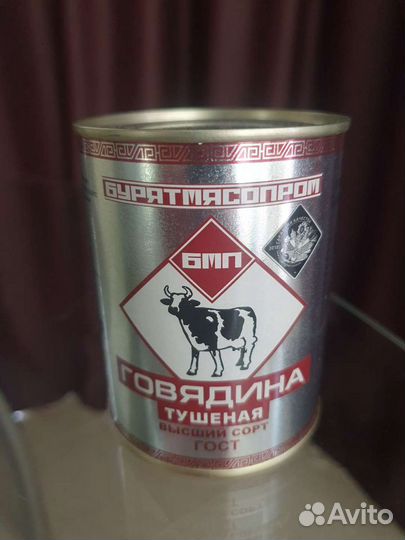 БУРЯТМЯСОПРОМ
БМП
ГОВЯДИНА
ТУШЕНАЯ
ВЫСШИЙ СОРТ
ГОСТ
Avito